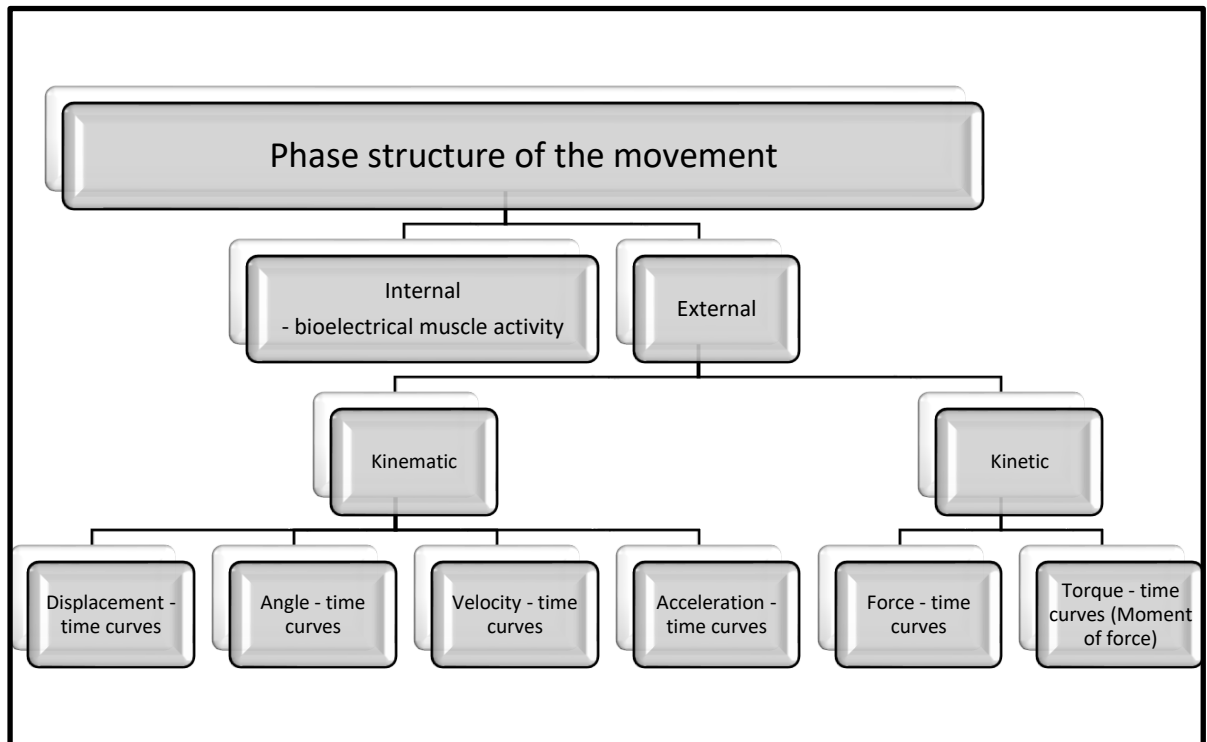 Phase structure of the movement
Internal
- bioelectrical muscle activity
External
Kinematic
Kinetic
Displacement -
time curves
Angle - time
curves
Velocity - time
curves
Acceleration -
time curves
Force - time
curves
Torque - time
curves (Moment
of force)